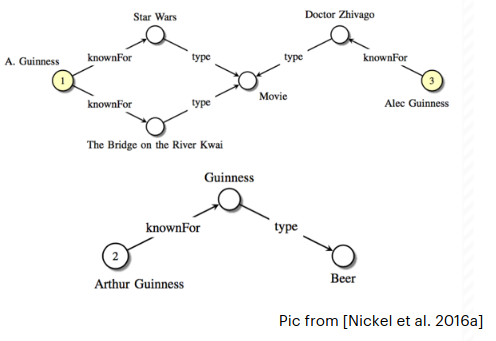 Star Wars
Doctor Zhivago
A. Guinness
knownFor
type
type
knownFor
1
3
knownFor
type
Movie
Alec Guinness
The Bridge on the River Kwai
Guinness
knownFor
type
2
Arthur Guinness
Beer
Pic from [Nickel et al. 2016a]